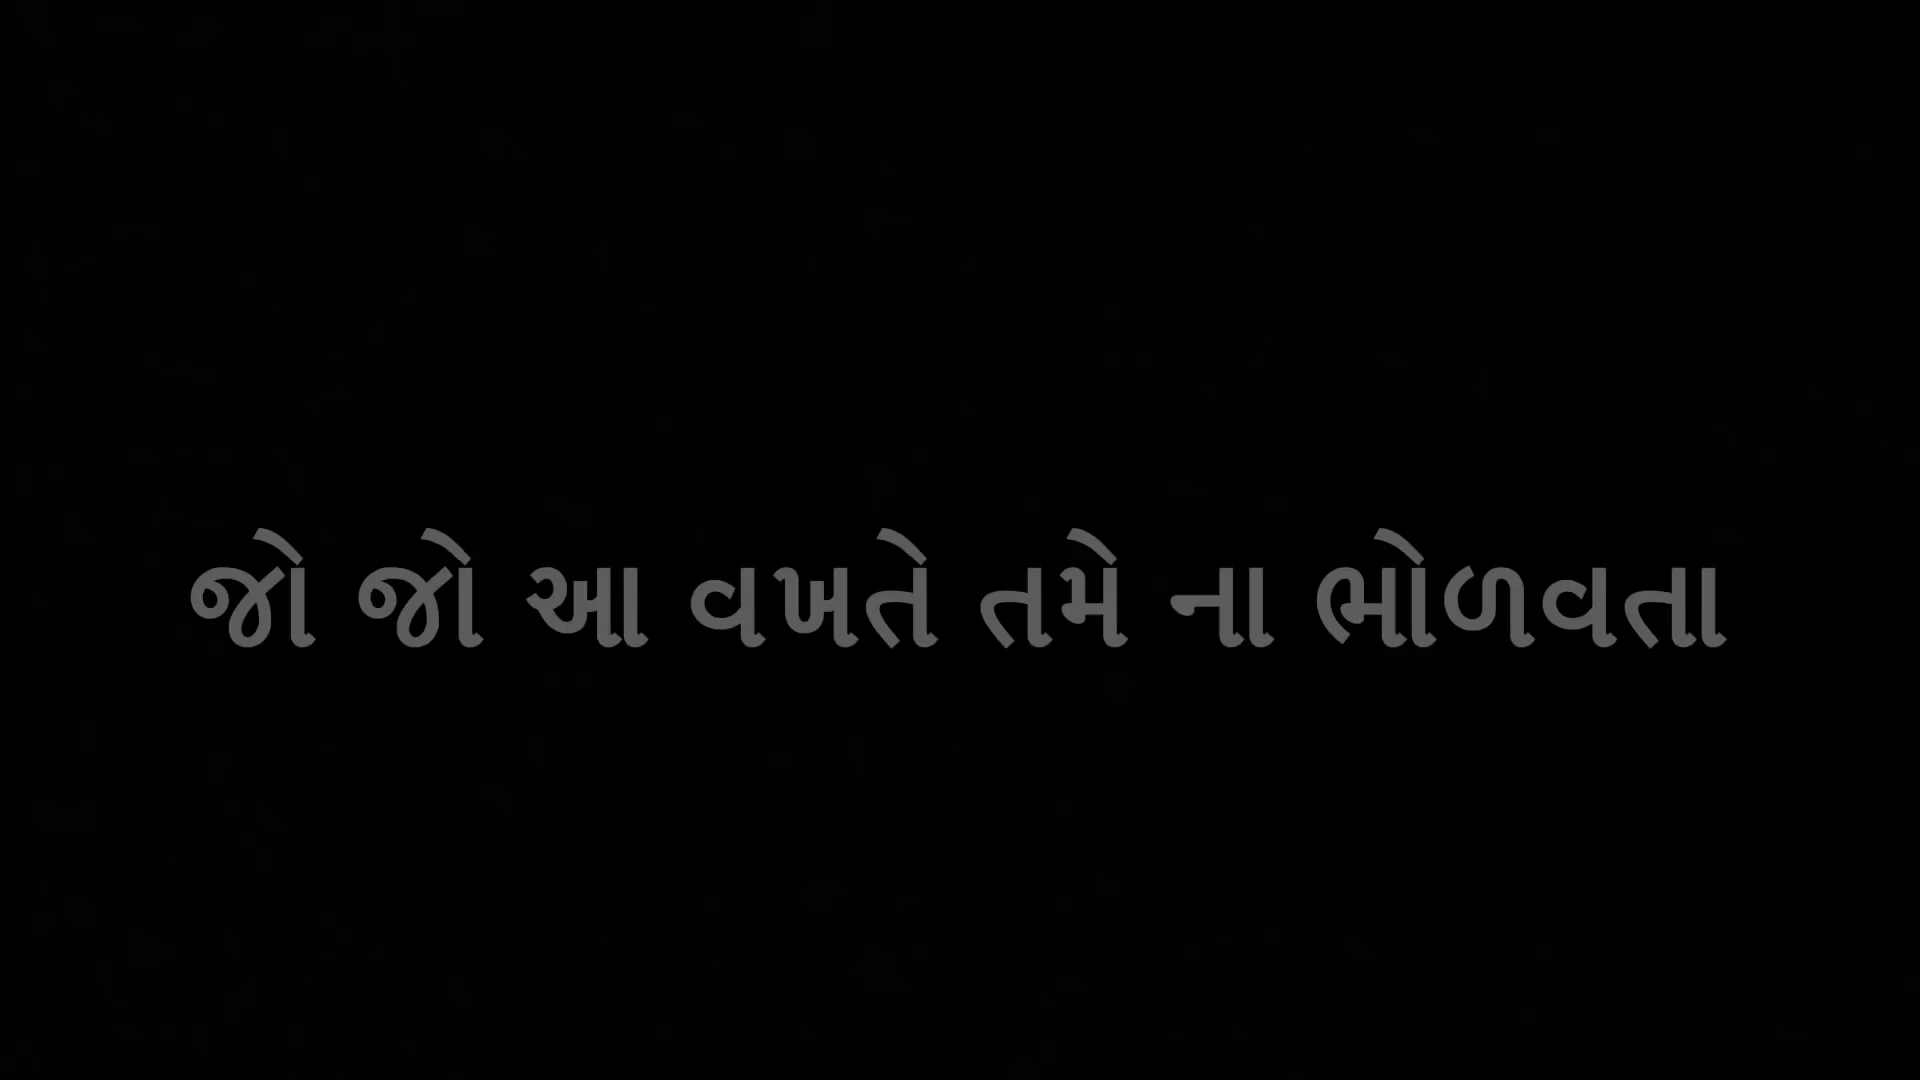 જો જો આ વખતે તમે ના ભોળવતા